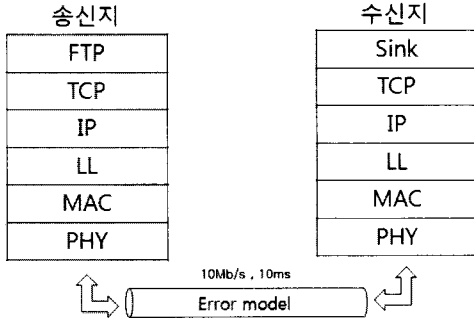 송신지
FTP
TCP
IP
LL
MAC
PHY
수신지
Sink
TCP
IP
LL
MAC
PHY
10Mb/s , 10ms
Error model